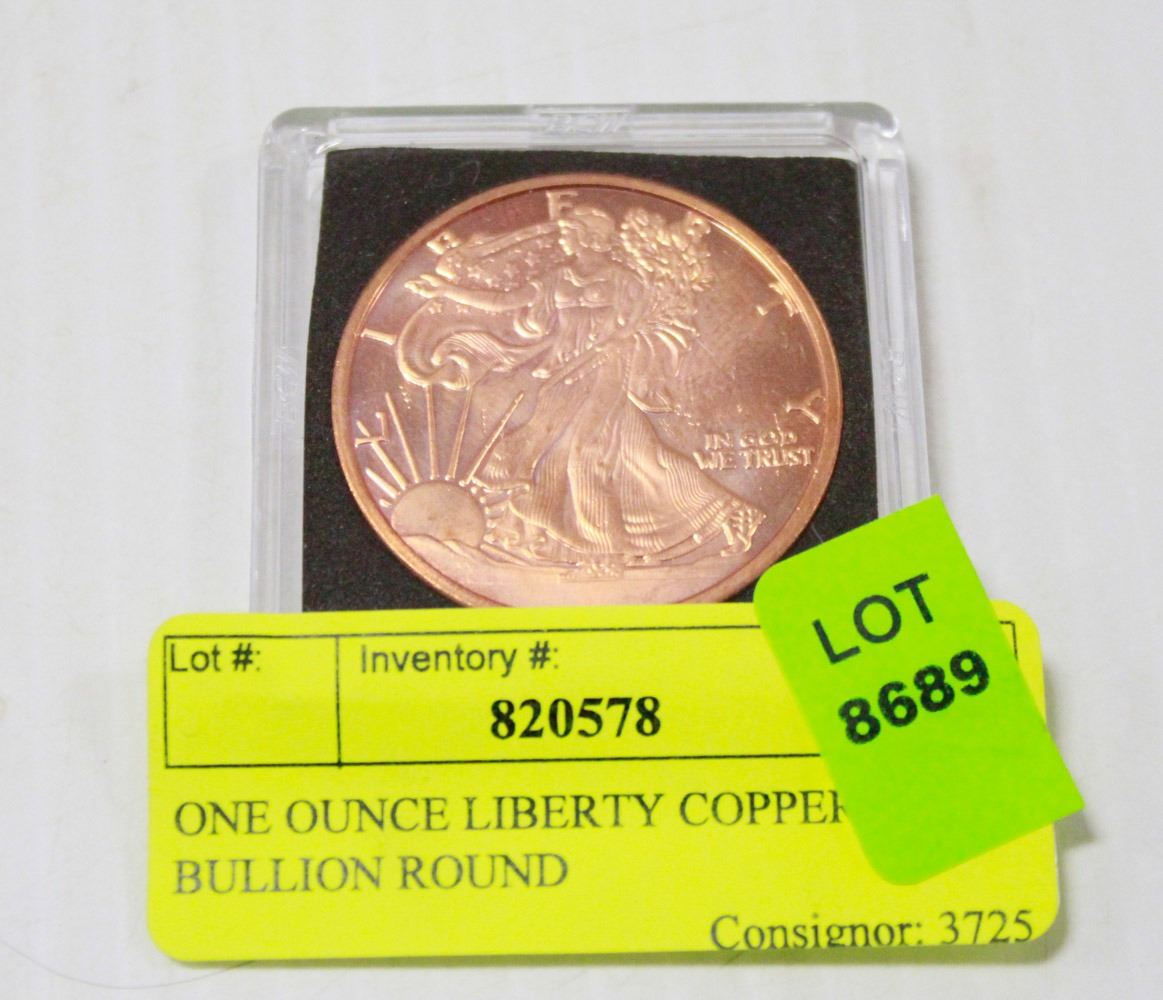 LIBERTY
IN GOD
WE TRUST
LOT
8689
Lot #:
Inventory #:
820578
ONE OUNCE LIBERTY COPPER
BULLION ROUND
Consignor: 3725